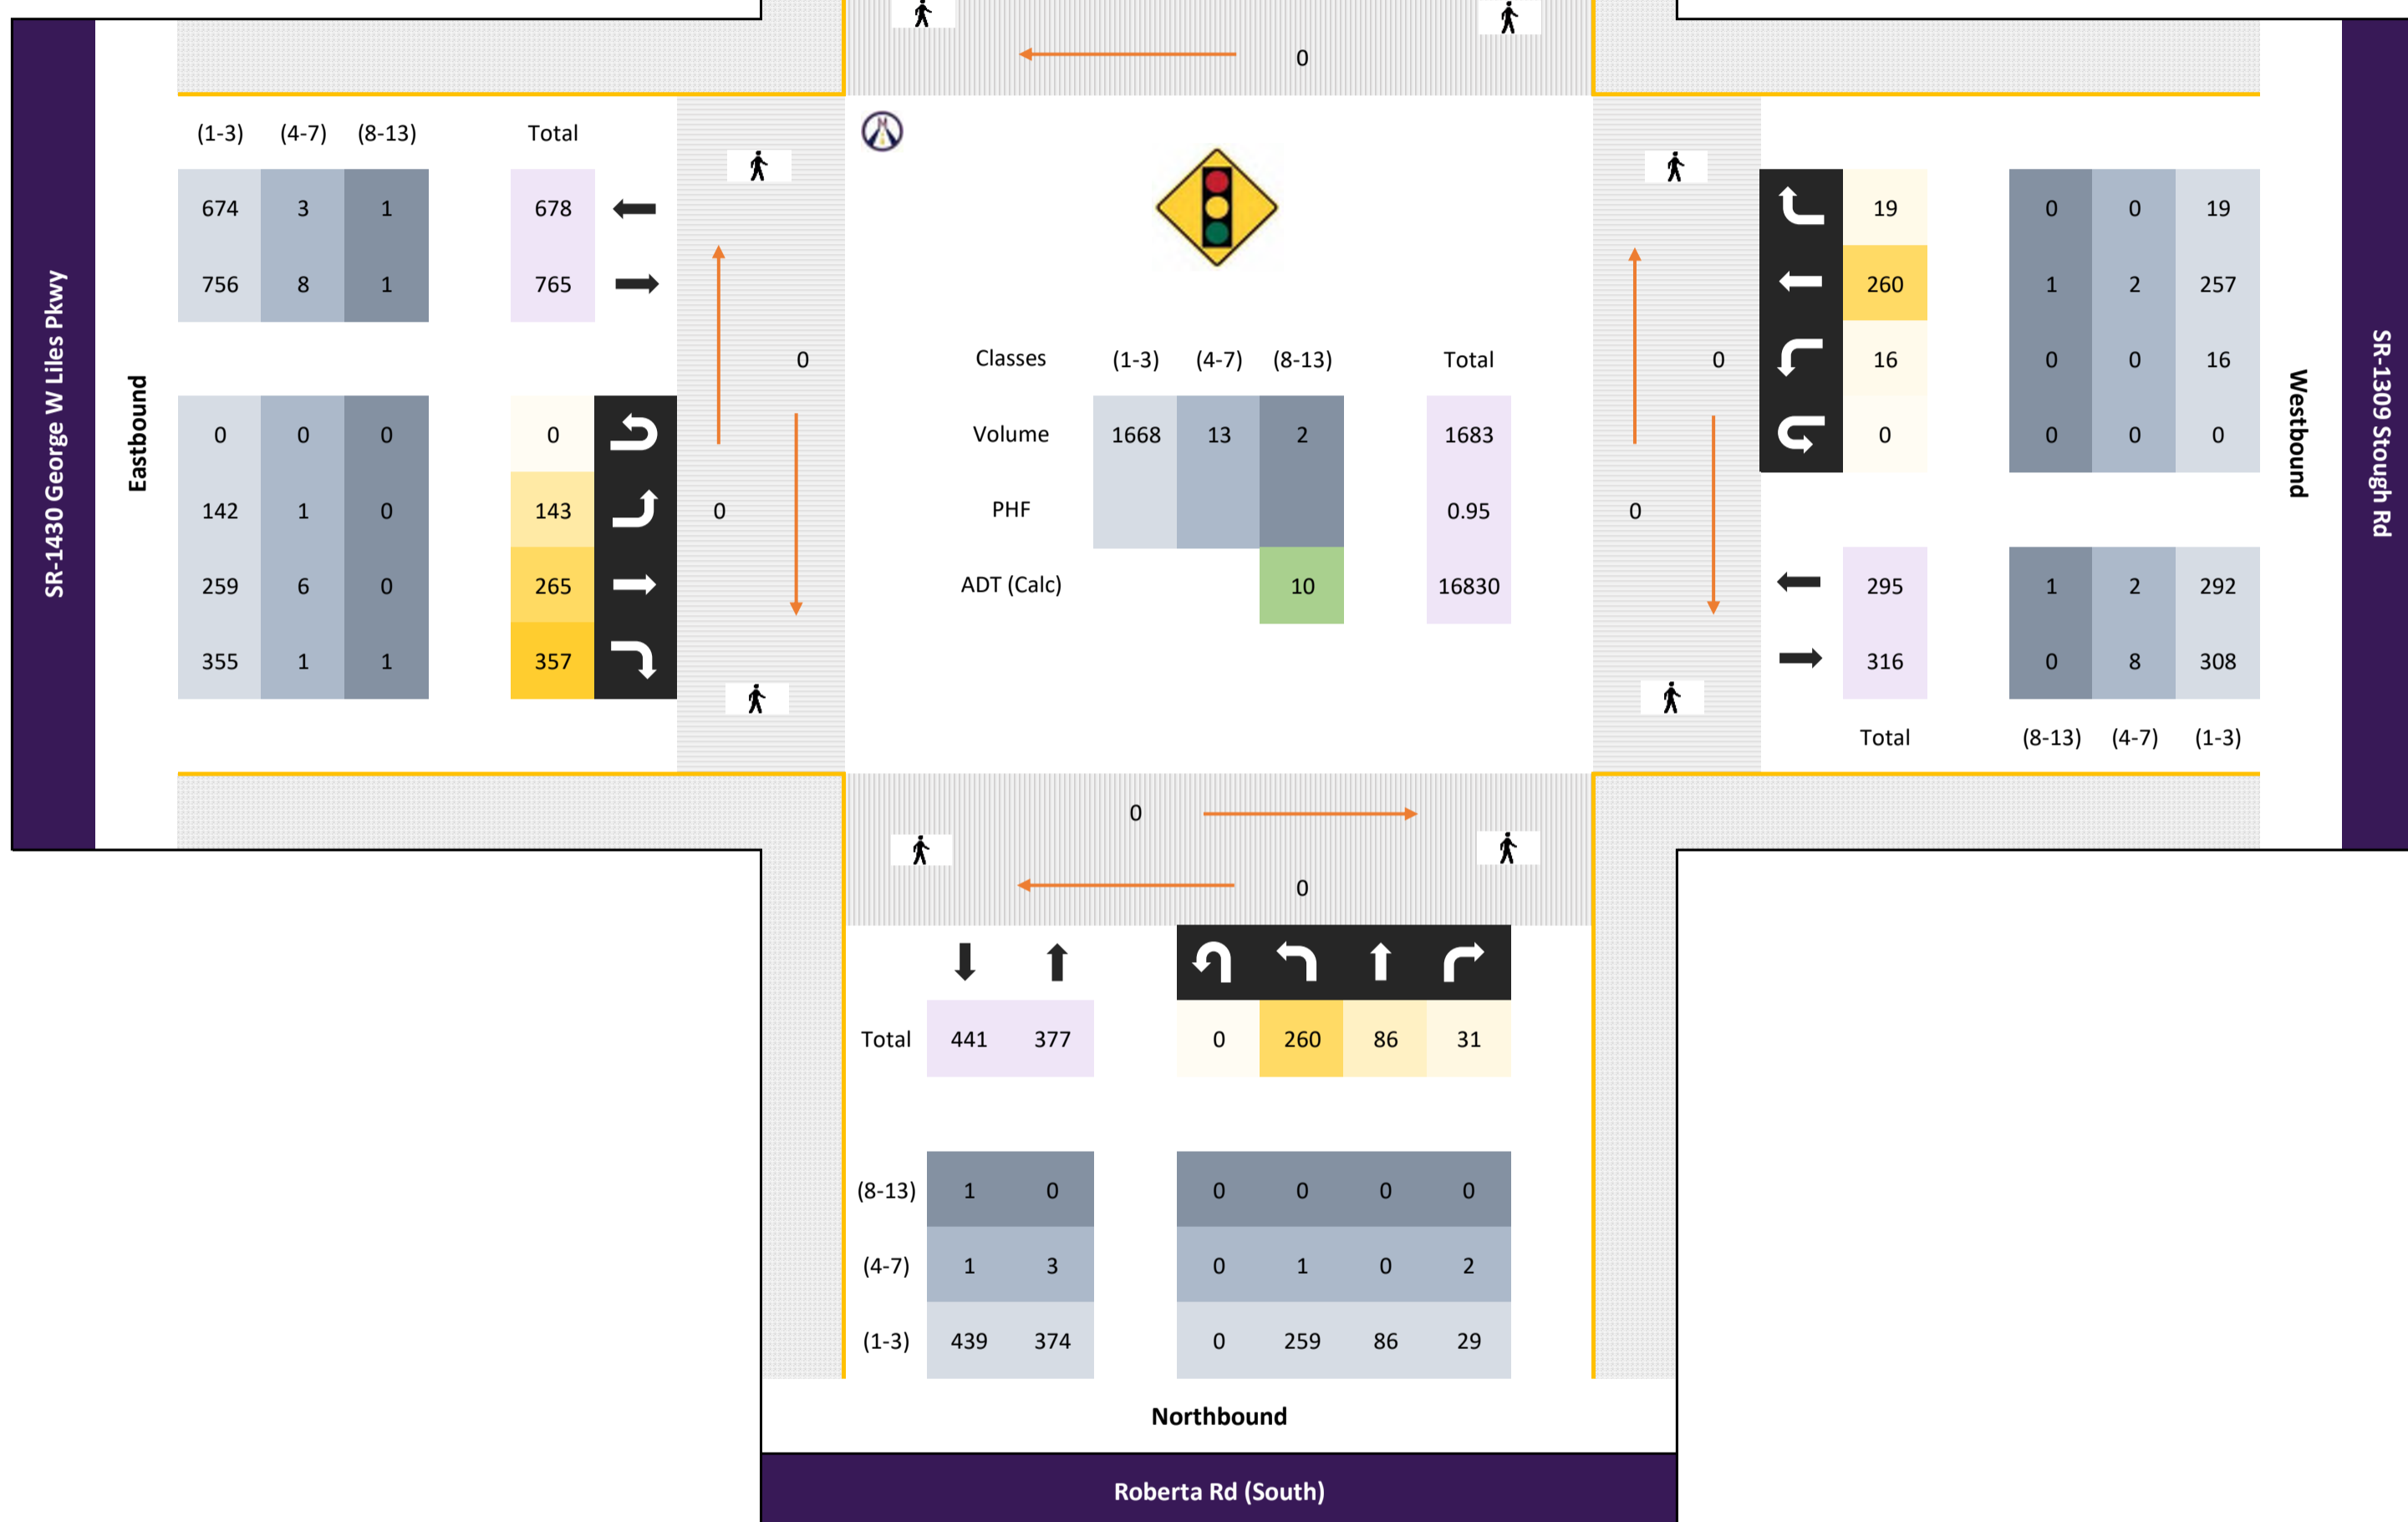 0
(1-3) (4-7) (8-13) Total
674 3 1 678 19 0 0 19
756 8 1 765 260 1 2 257
0 Classes (1-3) (4-7) (8-13) Total 0 16 0 0 16
0 0 0 0 Volume 1668 13 2 1683 0 0 0 0
142 1 0 143 0 PHF 0.95 0
259 6 0 265 ADT (Calc) 10 16830 295 1 2 292
355 1 1 357 316 0 8 308
Total (8-13) (4-7) (1-3)
SR-1430 George W Liles Pkwy
Eastbound
Westbound
SR-1309 Stough Rd
0
0
Total 441 377 0 260 86 31
(8-13) 1 0 0 0 0 0
(4-7) 1 3 0 1 0 2
(1-3) 439 374 0 259 86 29
Northbound
Roberta Rd (South)